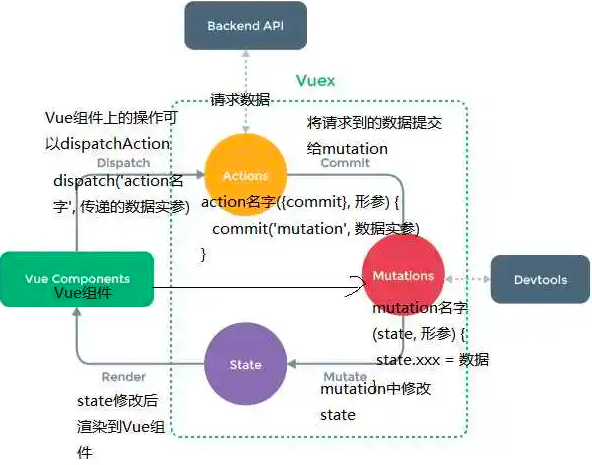 Backend API
Vuex
请求数据
Vue组件上的操作可
以dispatchAction
将请求到的数据提交
给mutation
Dispatch
Actions
Commit
dispatch('action名
字', 传递的数据实参)
action名字({commit}, 形参) {
commit('mutation', 数据实参)
}
Vue Components
Vue组件
Mutations
Devtools
mutation名字
(state, 形参) {
state.xxx = 数据
}
State
Render
Mutate
mutation中修改
state
state修改后
渲染到Vue组
件